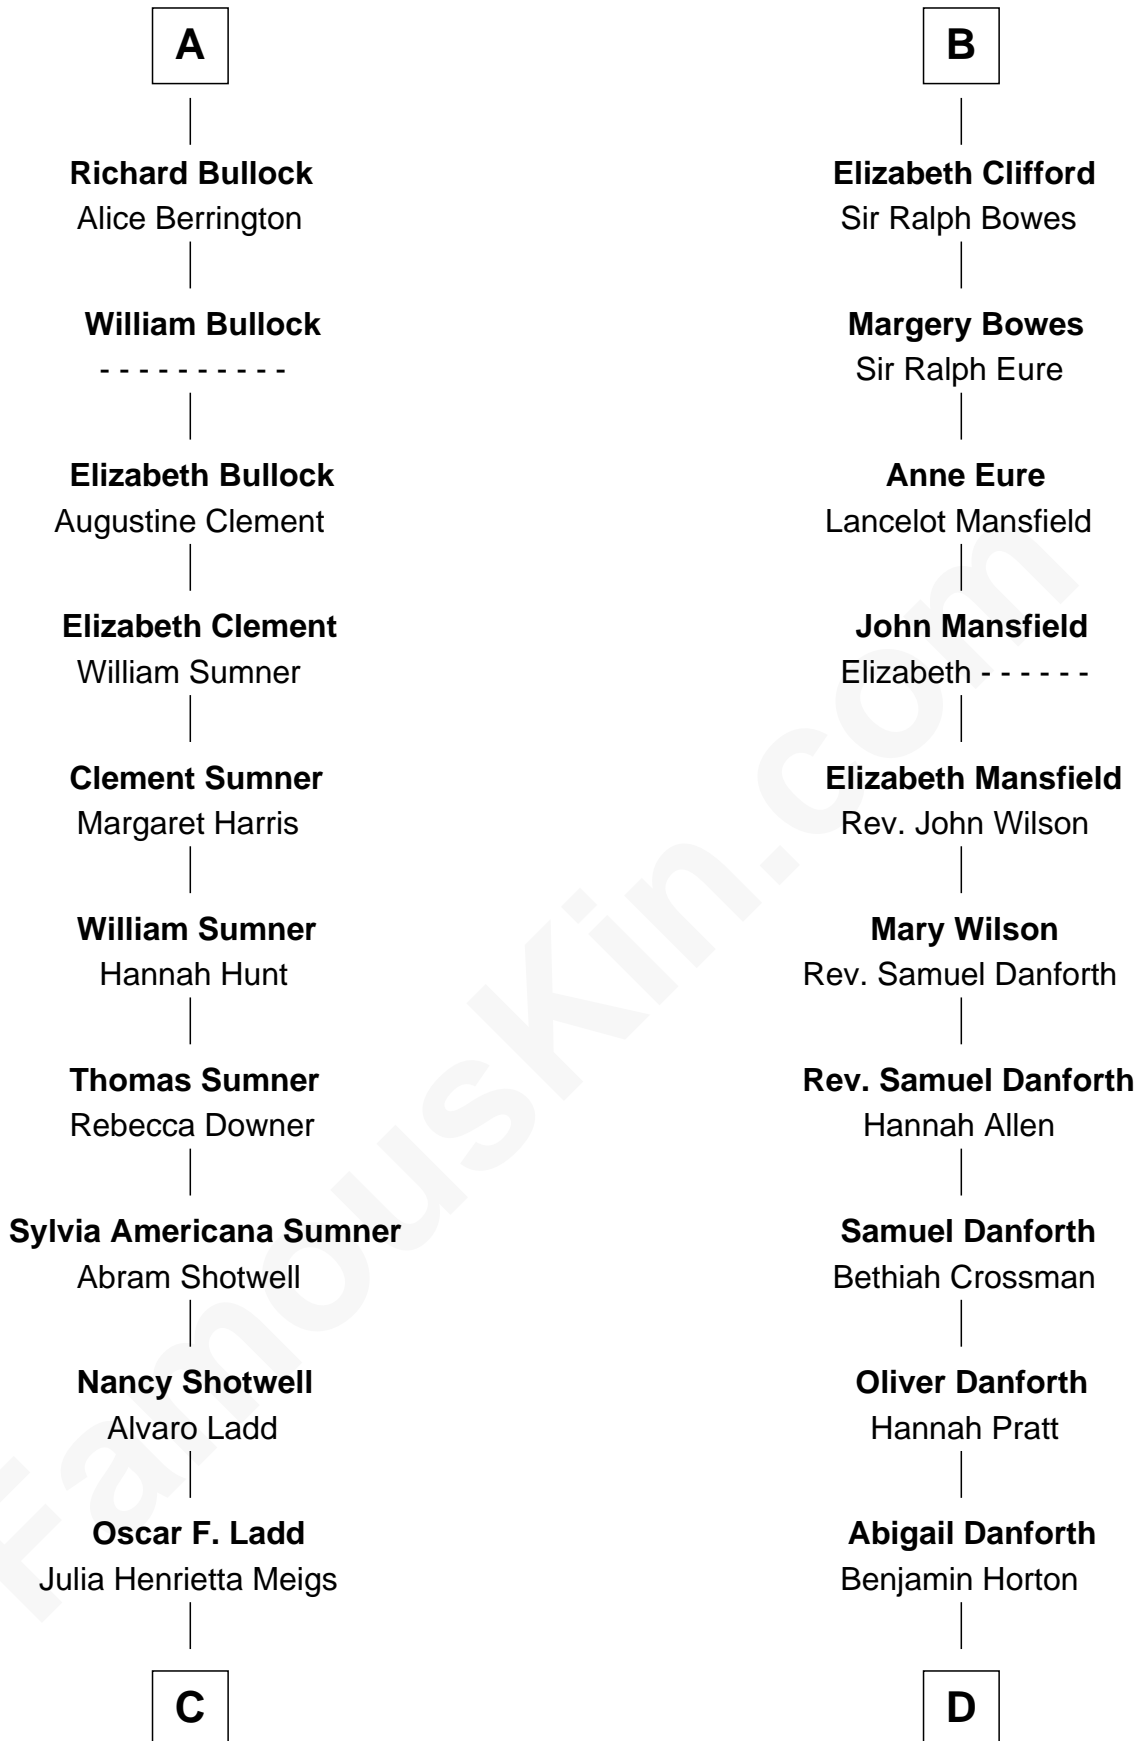 A
Richard Bullock
Alice Berrington
William Bullock
- - - - - - - - - -
Elizabeth Bullock
Augustine Clement
Elizabeth Clement
William Sumner
Clement Sumner
Margaret Harris
William Sumner
Hannah Hunt
Thomas Sumner
Rebecca Downer
Sylvia Americana Sumner
Abram Shotwell
Nancy Shotwell
Alvaro Ladd
Oscar F. Ladd
Julia Henrietta Meigs
C
B
Elizabeth Clifford
Sir Ralph Bowes
Margery Bowes
Sir Ralph Eure
Anne Eure
Lancelot Mansfield
John Mansfield
Elizabeth - - - - - -
Elizabeth Mansfield
Rev. John Wilson
Mary Wilson
Rev. Samuel Danforth
Rev. Samuel Danforth
Hannah Allen
Samuel Danforth
Bethiah Crossman
Oliver Danforth
Hannah Pratt
Abigail Danforth
Benjamin Horton
D
FamousKin.com